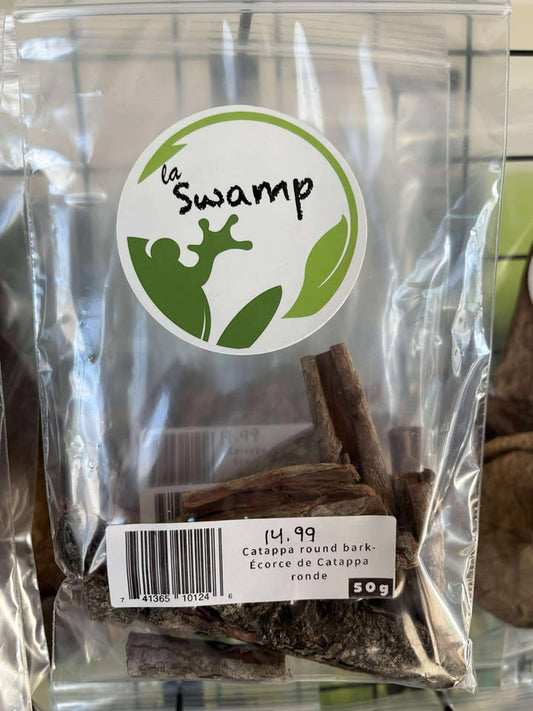 la
Swamp
14.99
Catappa round bark-
Écorce de Catappa
ronde
50g
7 41365 10124 6